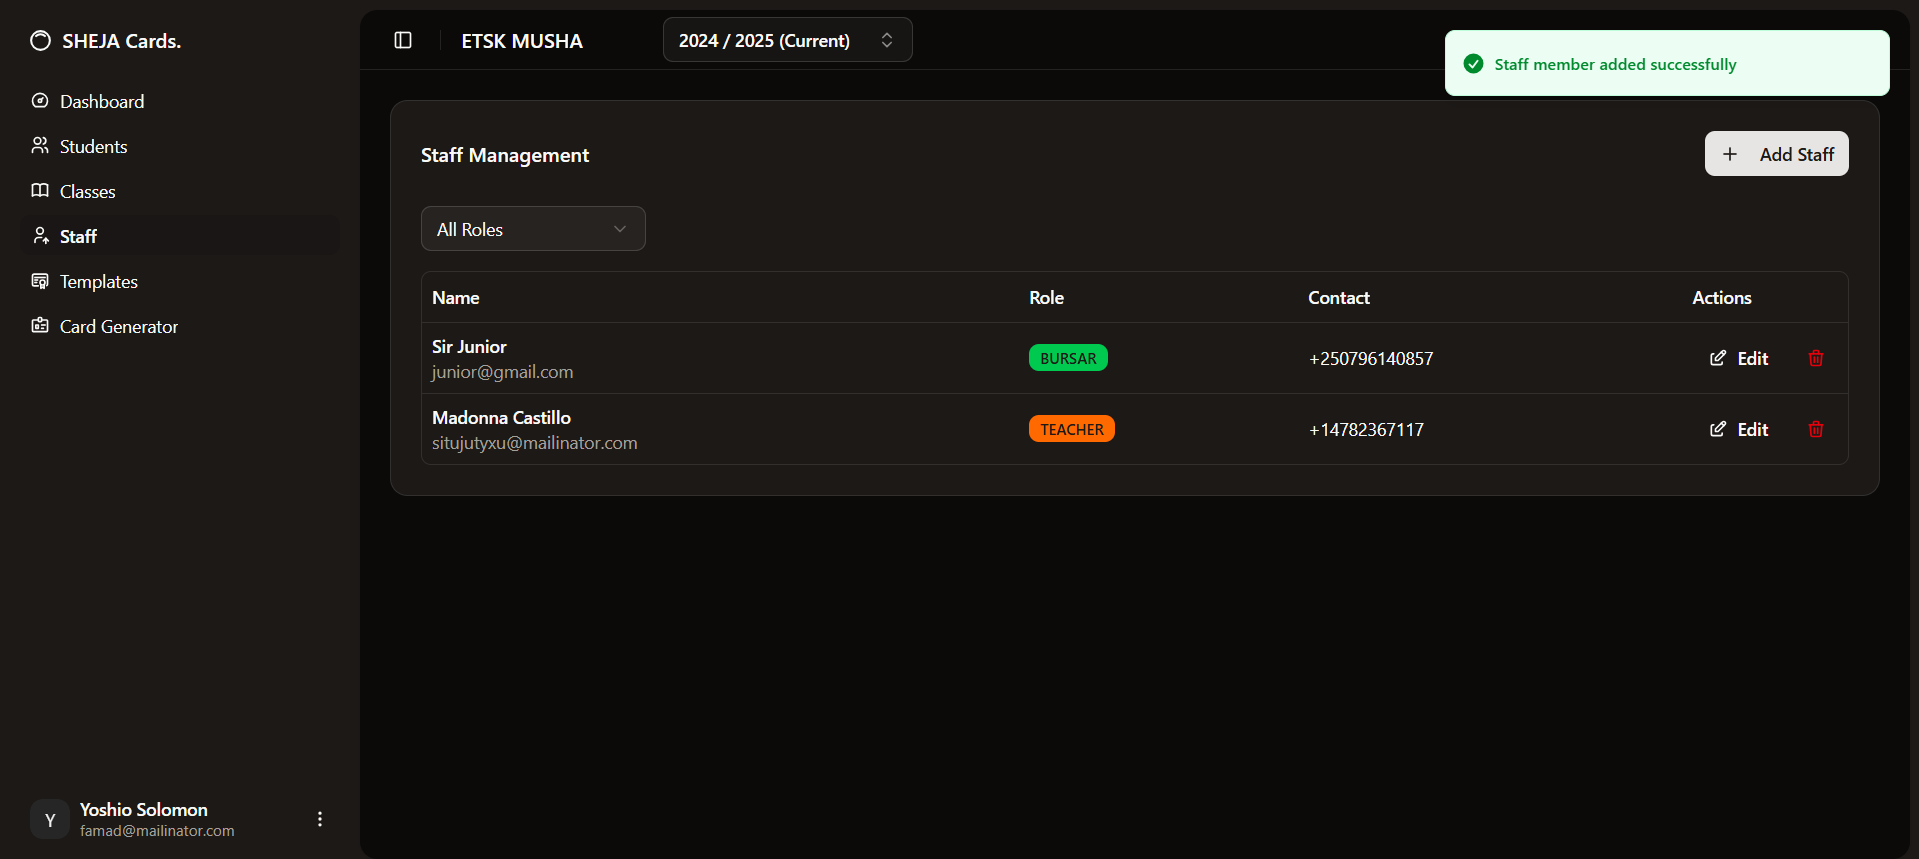 SHEJA Cards.
Dashboard
Students
Classes
Staff
Templates
Card Generator
Y
Yoshio Solomon
famad@mailinator.com
ETSK MUSHA
2024 / 2025 (Current)
Staff member added successfully
Staff Management
Add Staff
All Roles
Name Role Contact Actions
Sir Junior
junior@gmail.com
BURSAR +250796140857 Edit
Madonna Castillo
situjutyxu@mailinator.com
TEACHER +14782367117 Edit